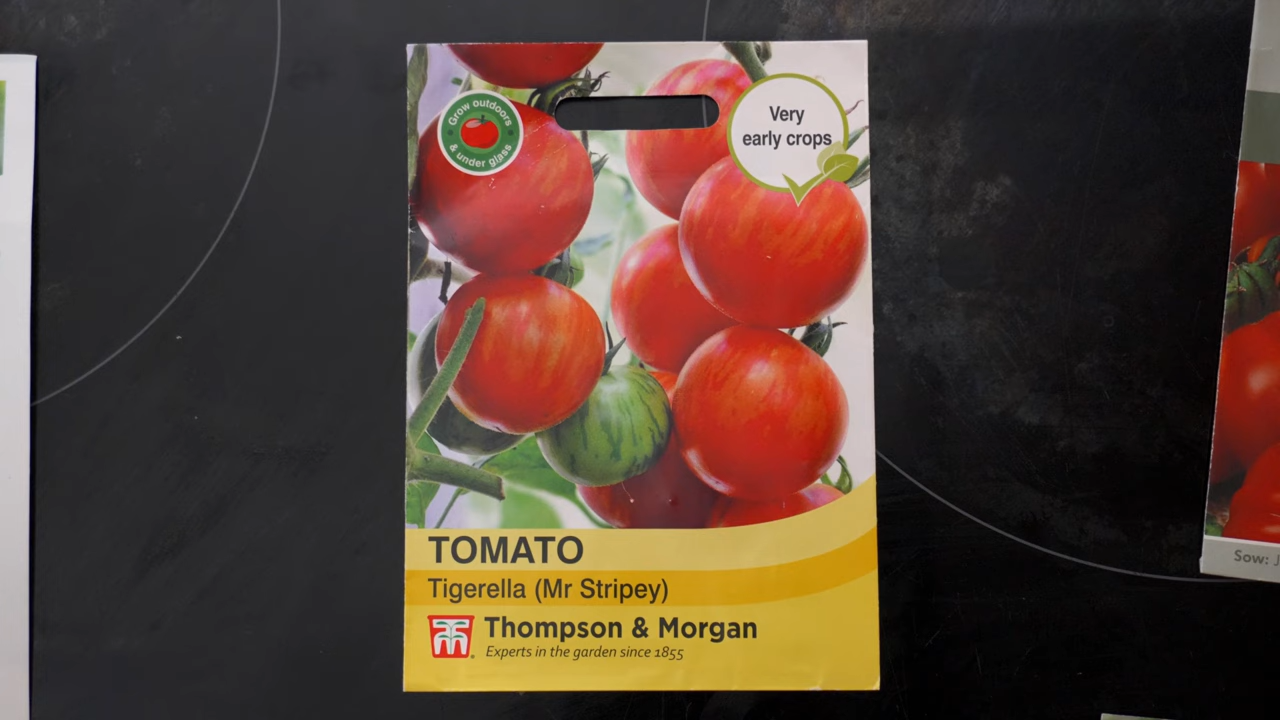 Grow outdoors
& under glass
Very
early crops
TOMATO
Tigerella (Mr Stripey)
Thompson & Morgan
Experts in the garden since 1855
Sow: J